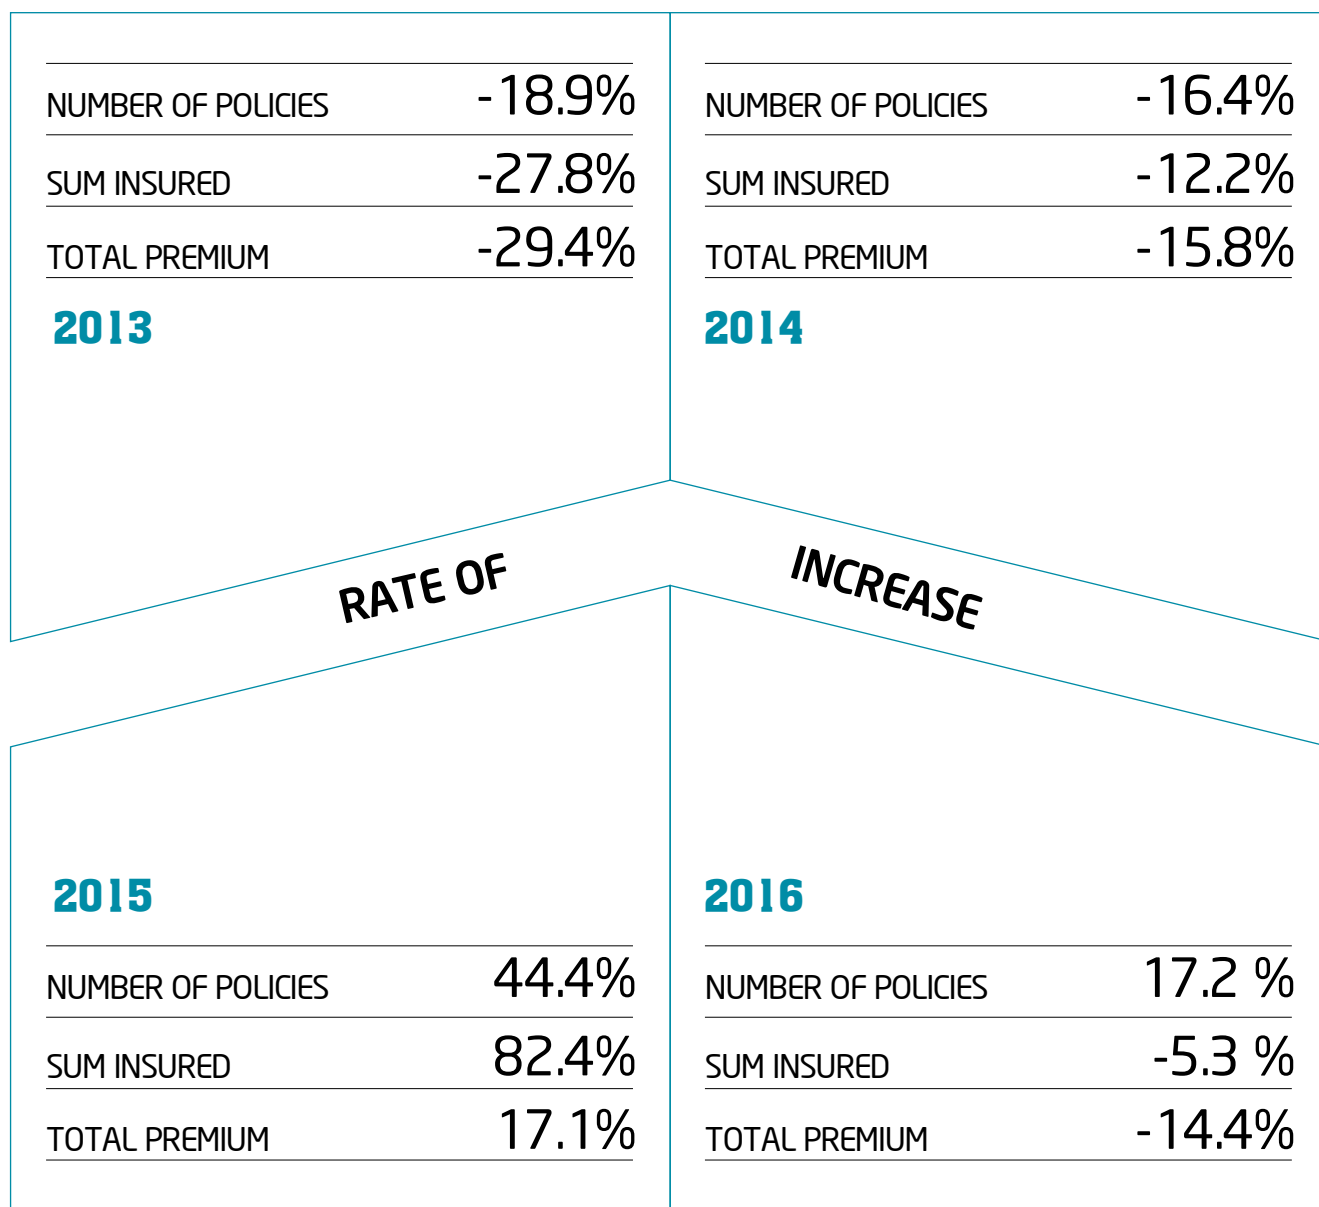 NUMBER OF POLICIES -18.9%
SUM INSURED -27.8%
TOTAL PREMIUM -29.4%
2013
NUMBER OF POLICIES -16.4%
SUM INSURED -12.2%
TOTAL PREMIUM -15.8%
2014
RATE OF INCREASE
2015
NUMBER OF POLICIES 44.4%
SUM INSURED 82.4%
TOTAL PREMIUM 17.1%
2016
NUMBER OF POLICIES 17.2 %
SUM INSURED -5.3 %
TOTAL PREMIUM -14.4%